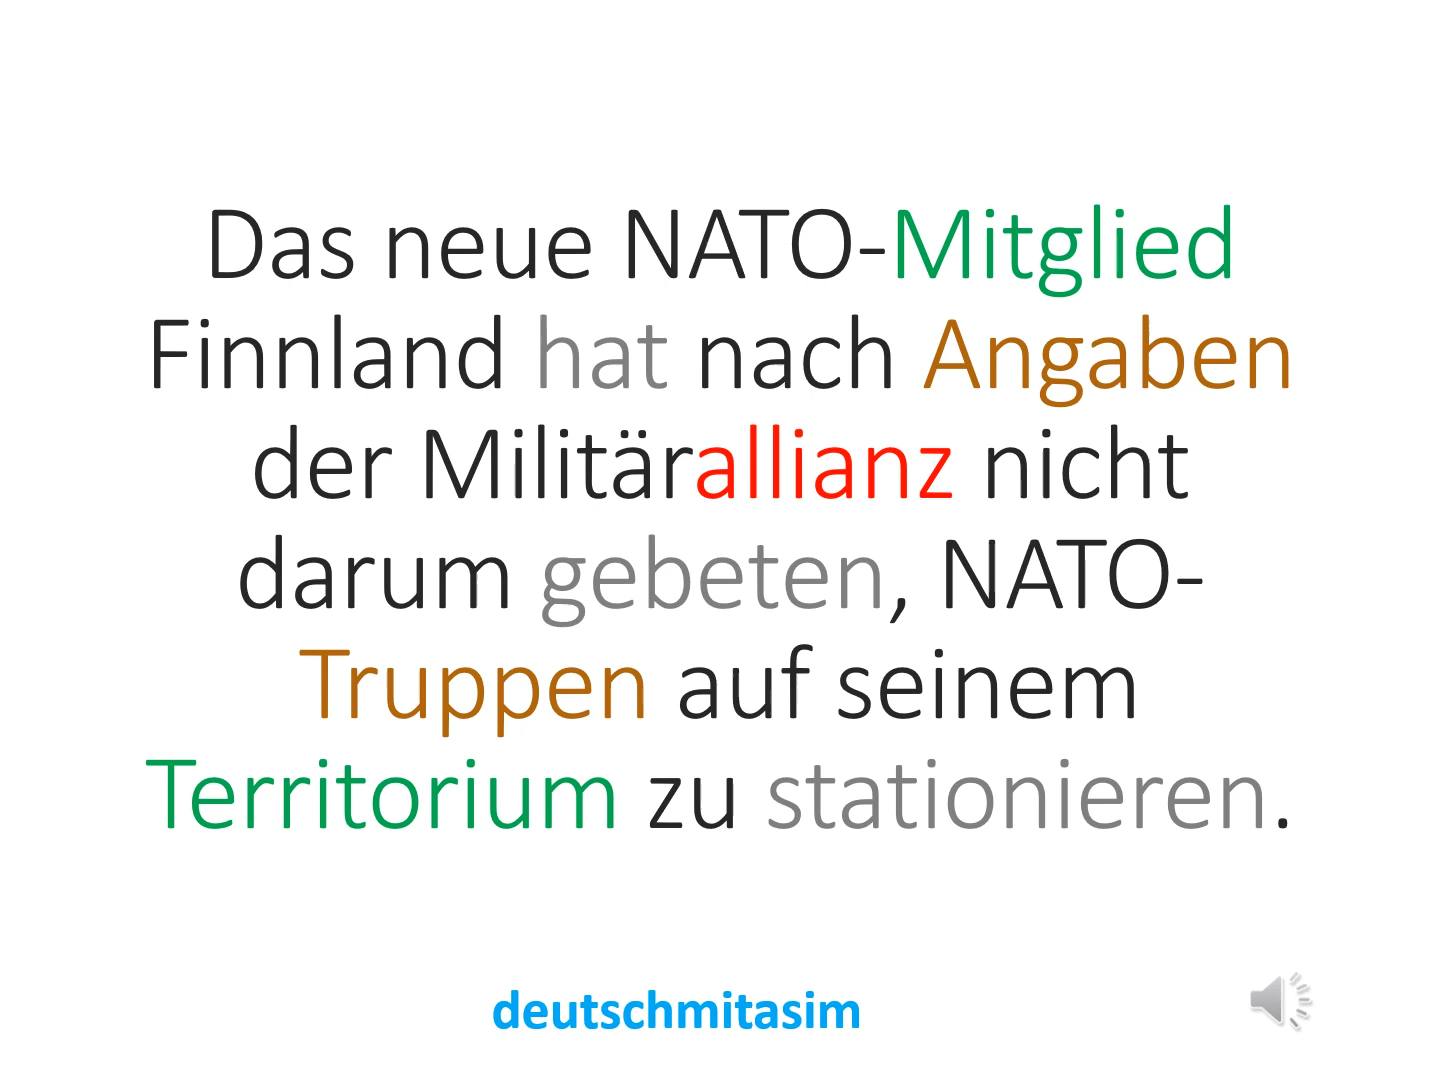 Das neue NATO-Mitglied
Finnland hat nach Angaben
der Militärallianz nicht
darum gebeten, NATO-
Truppen auf seinem
Territorium zu stationieren.
deutschmitasim